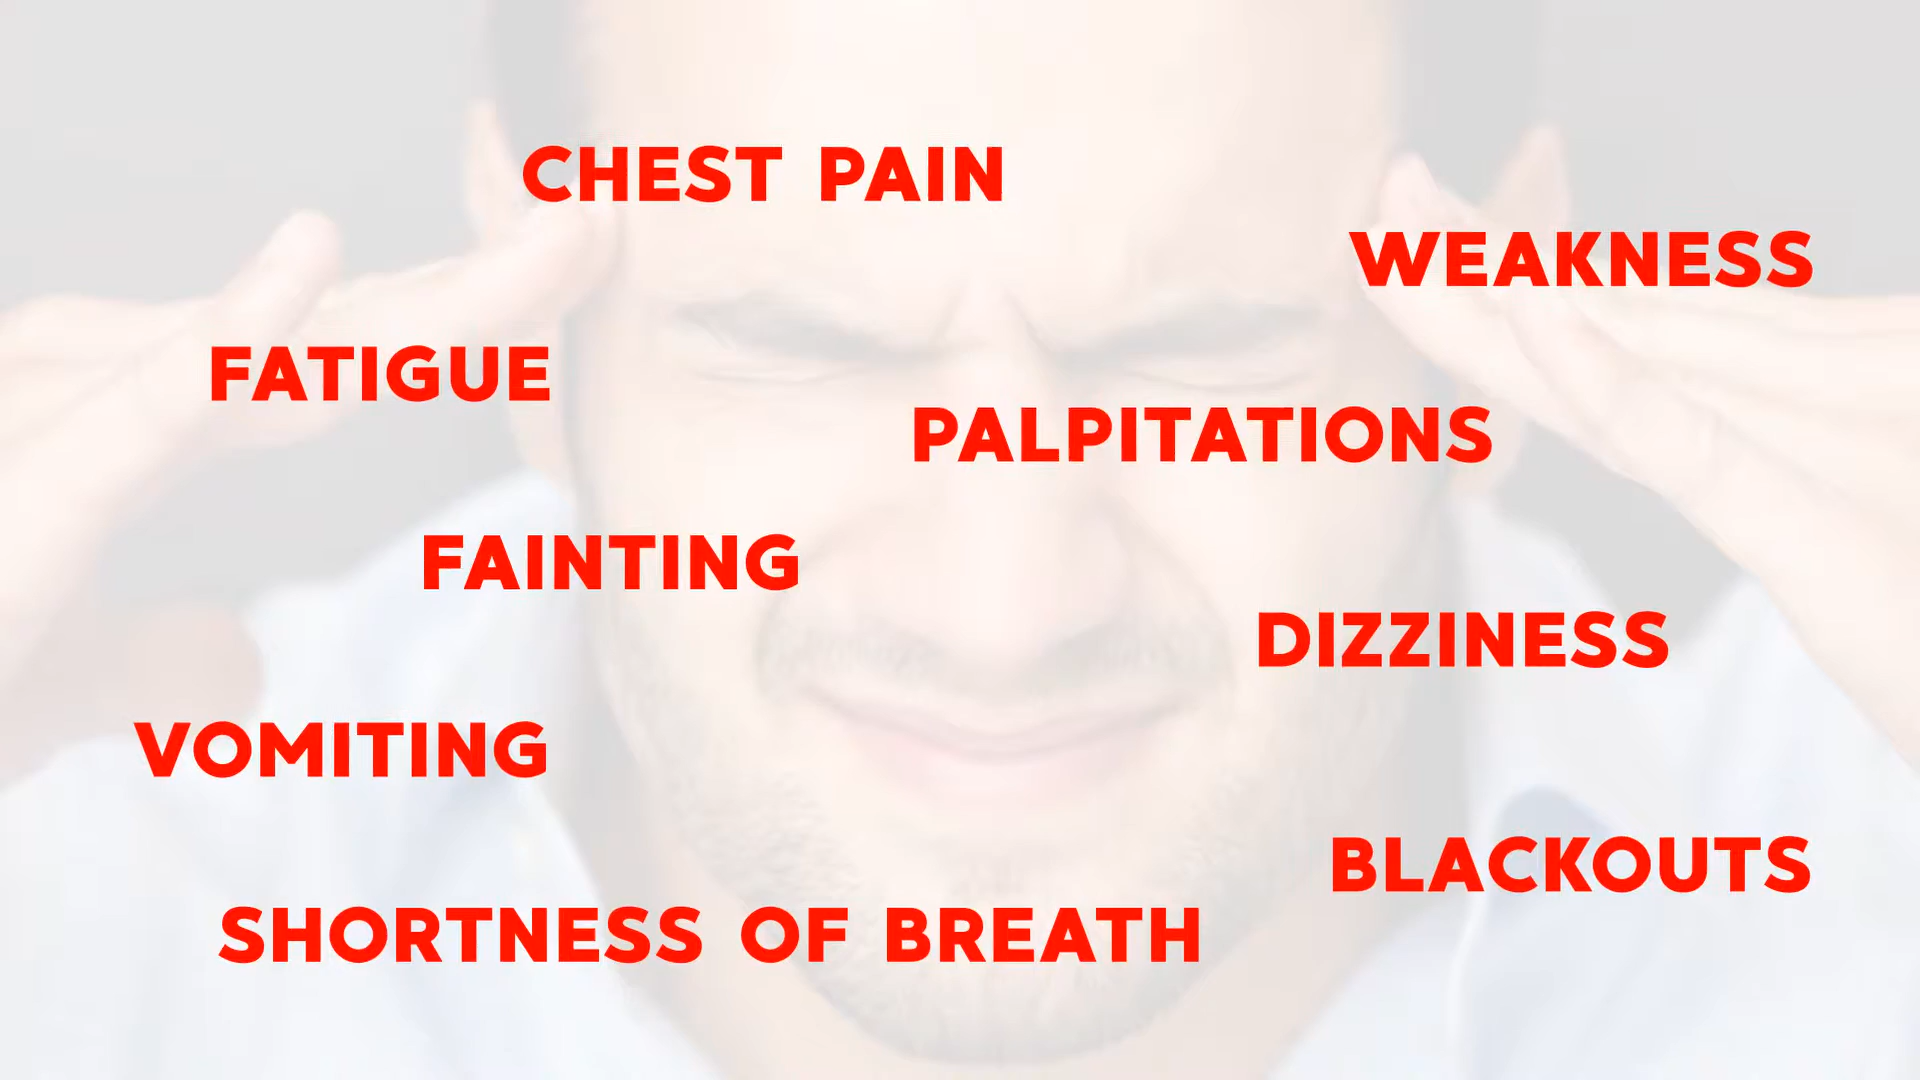 CHEST PAIN
WEAKNESS
FATIGUE
PALPITATIONS
FAINTING
DIZZINESS
VOMITING
BLACKOUTS
SHORTNESS OF BREATH